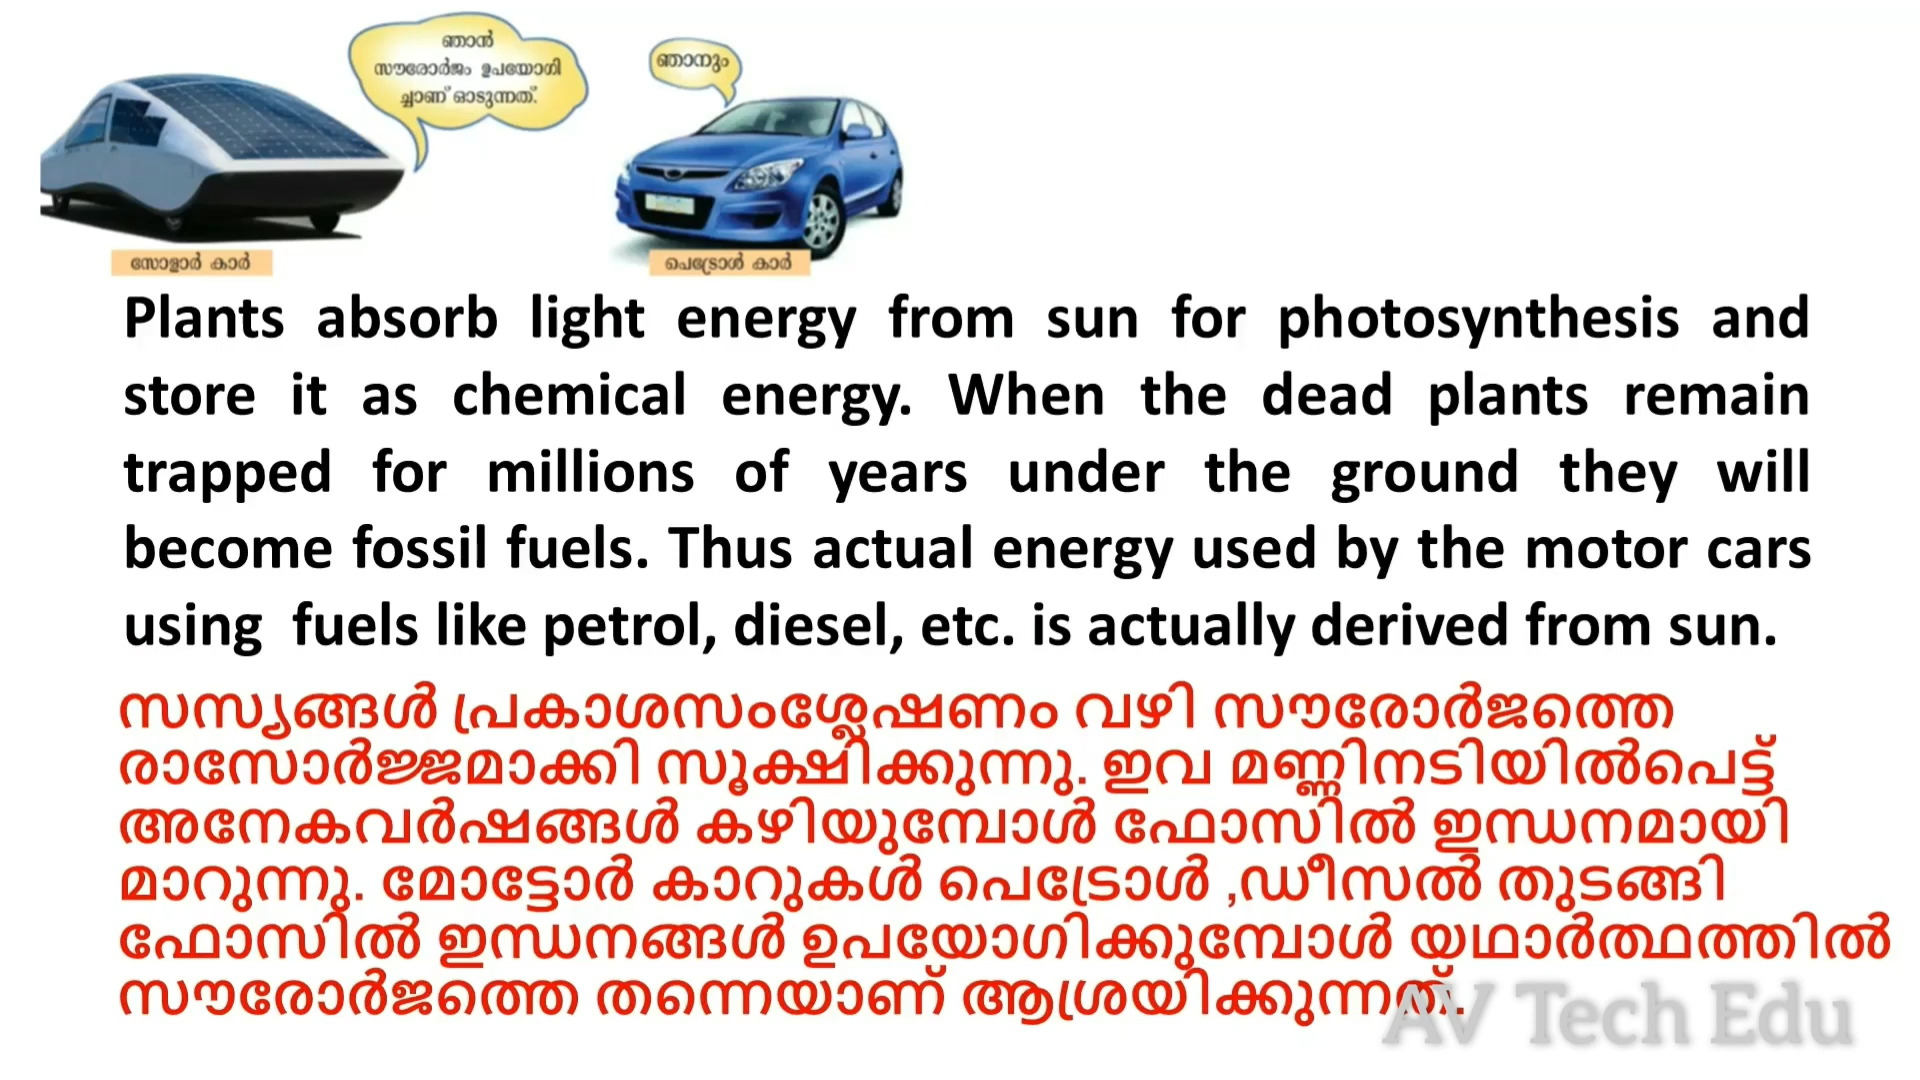 ഞാൻ
സൗരോർജം ഉപയോഗി
ച്ചാണ് ഓടുന്നത്.
ഞാനും
സോളാർ കാർ
പെട്രോൾ കാർ
Plants absorb light energy from sun for photosynthesis and
store it as chemical energy. When the dead plants remain
trapped for millions of years under the ground they will
become fossil fuels. Thus actual energy used by the motor cars
using fuels like petrol, diesel, etc. is actually derived from sun.
സസ്യങ്ങൾ പ്രകാശസംശ്ലേഷണം വഴി സൗരോർജത്തെ
രാസോർജ്ജമാക്കി സൂക്ഷിക്കുന്നു. ഇവ മണ്ണിനടിയിൽപെട്ട്
അനേകവർഷങ്ങൾ കഴിയുമ്പോൾ ഫോസിൽ ഇന്ധനമായി
മാറുന്നു. മോട്ടോർ കാറുകൾ പെട്രോൾ ,ഡീസൽ തുടങ്ങി
ഫോസിൽ ഇന്ധനങ്ങൾ ഉപയോഗിക്കുമ്പോൾ യഥാർത്ഥത്തിൽ
സൗരോർജത്തെ തന്നെയാണ് ആശ്രയിക്കുന്നത്.
AV Tech Edu